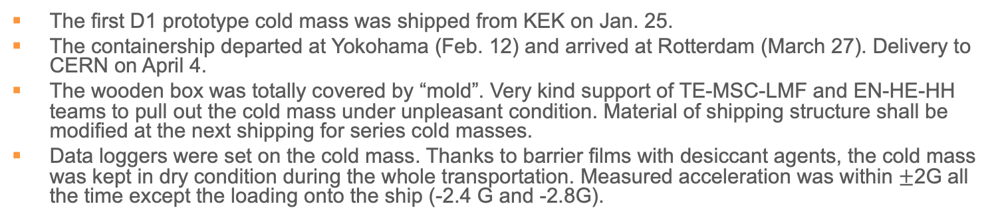 ▪ The first D1 prototype cold mass was shipped from KEK on Jan. 25.
▪ The containership departed at Yokohama (Feb. 12) and arrived at Rotterdam (March 27). Delivery to
CERN on April 4.
▪ The wooden box was totally covered by “mold”. Very kind support of TE-MSC-LMF and EN-HE-HH
teams to pull out the cold mass under unpleasant condition. Material of shipping structure shall be
modified at the next shipping for series cold masses.
▪ Data loggers were set on the cold mass. Thanks to barrier films with desiccant agents, the cold mass
was kept in dry condition during the whole transportation. Measured acceleration was within ±2G all
the time except the loading onto the ship (-2.4 G and -2.8G).